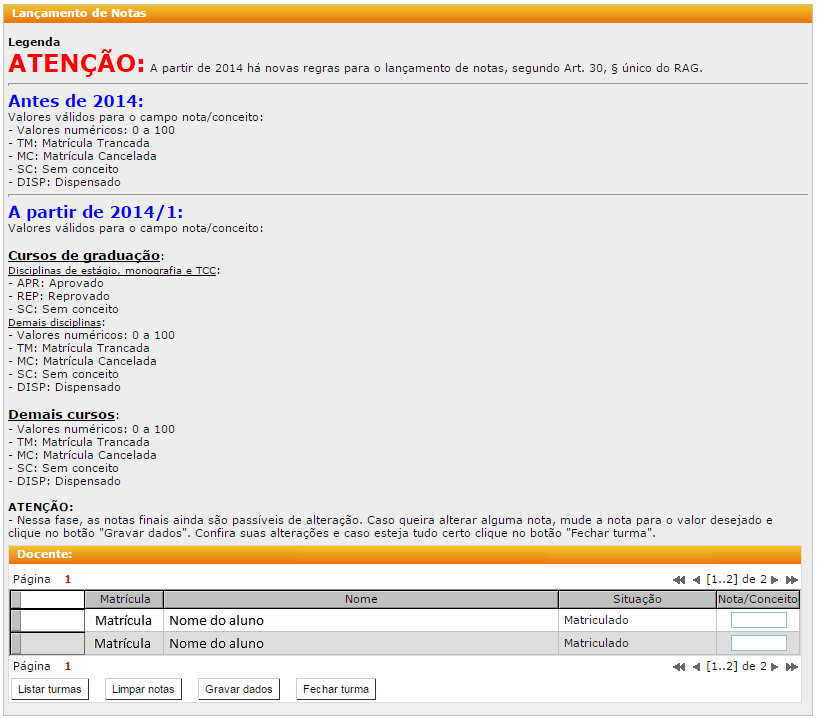 Lançamento de Notas
Legenda
ATENÇÃO: A partir de 2014 há novas regras para o lançamento de notas, segundo Art. 30, § único do RAG.
Antes de 2014:
Valores válidos para o campo nota/conceito:
- Valores numéricos: 0 a 100
- TM: Matrícula Trancada
- MC: Matrícula Cancelada
- SC: Sem conceito
- DISP: Dispensado
A partir de 2014/1:
Valores válidos para o campo nota/conceito:
Cursos de graduação:
Disciplinas de estágio, monografia e TCC:
- APR: Aprovado
- REP: Reprovado
- SC: Sem conceito
Demais disciplinas:
- Valores numéricos: 0 a 100
- TM: Matrícula Trancada
- MC: Matrícula Cancelada
- SC: Sem conceito
- DISP: Dispensado
Demais cursos:
- Valores numéricos: 0 a 100
- TM: Matrícula Trancada
- MC: Matrícula Cancelada
- SC: Sem conceito
- DISP: Dispensado
ATENÇÃO:
- Nessa fase, as notas finais ainda são passíveis de alteração. Caso queira alterar alguma nota, mude a nota para o valor desejado e
clique no botão "Gravar dados". Confira suas alterações e caso esteja tudo certo clique no botão "Fechar turma".
Docente:
Página 1 [1..2] de 2
Matrícula Nome Situação Nota/Conceito
Matrícula Nome do aluno Matriculado
Matrícula Nome do aluno Matriculado
Página 1 [1..2] de 2
Listar turmas Limpar notas Gravar dados Fechar turma